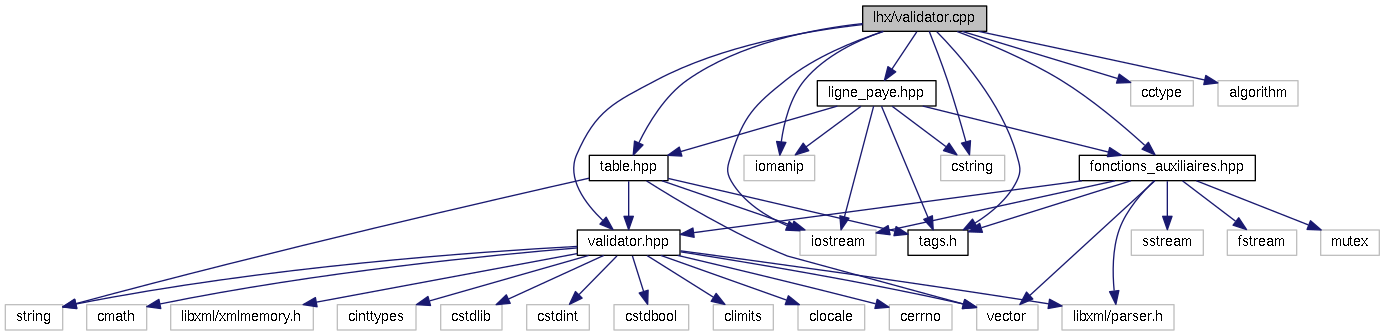 lhx/validator.cpp
ligne_paye.hpp
cctype
algorithm
table.hpp
iomanip
cstring
fonctions_auxiliaires.hpp
validator.hpp
iostream
tags.h
sstream
fstream
mutex
string
cmath
libxml/xmlmemory.h
cinttypes
cstdlib
cstdint
cstdbool
climits
clocale
cerrno
vector
libxml/parser.h